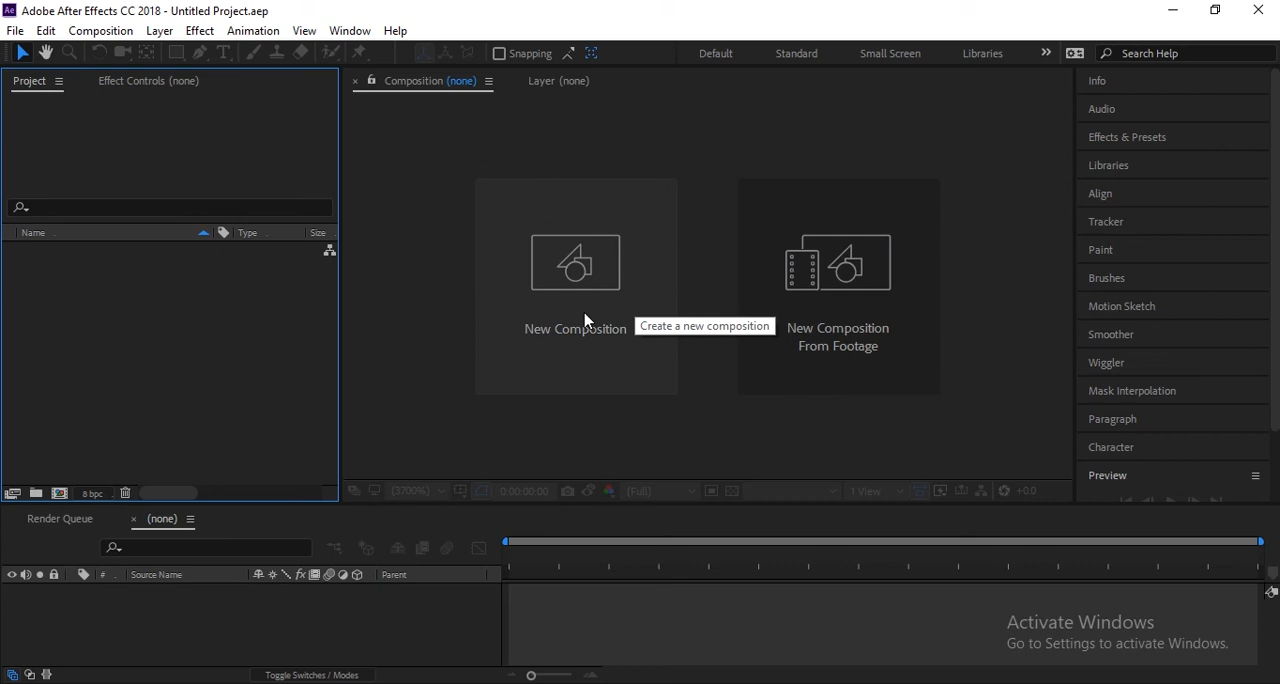 Ae Adobe After Effects CC 2018 - Untitled Project.aep
File Edit Composition Layer Effect Animation View Window Help
Snapping Default Standard Small Screen Libraries Search Help
Project Effect Controls (none)
Composition (none) Layer (none)
Name Type Size
8 bpc
New Composition
Create a new composition
New Composition
From Footage
(3700%) 0:00:00:00 (Full) 1 View +0.0
Info
Audio
Effects & Presets
Libraries
Align
Tracker
Paint
Brushes
Motion Sketch
Smoother
Wiggler
Mask Interpolation
Paragraph
Character
Preview
Render Queue (none)
# Source Name fx Parent
Toggle Switches / Modes
Activate Windows
Go to Settings to activate Windows.